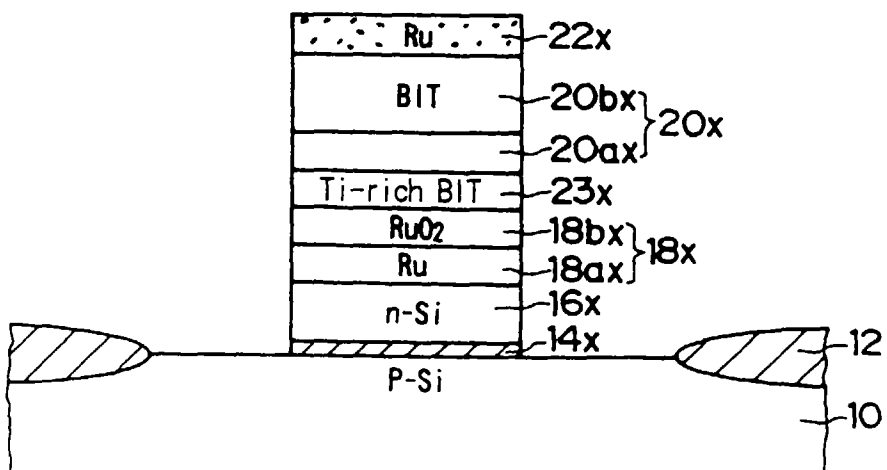 Ru 22x
BIT 20bx
20x
20ax
Ti-rich BIT 23x
RuO2 18bx
18x
Ru 18ax
n-Si 16x
14x
12
P-Si
10